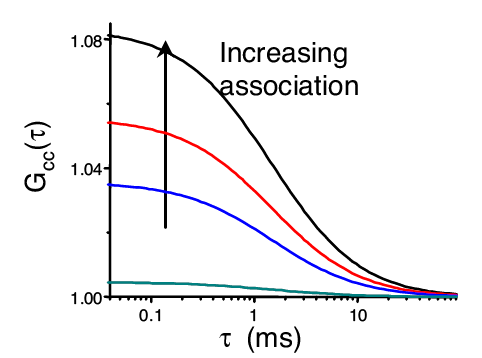 1.08
Increasing
association
1.04
Gcc(τ)
1.00
0.1
1
10
τ (ms)